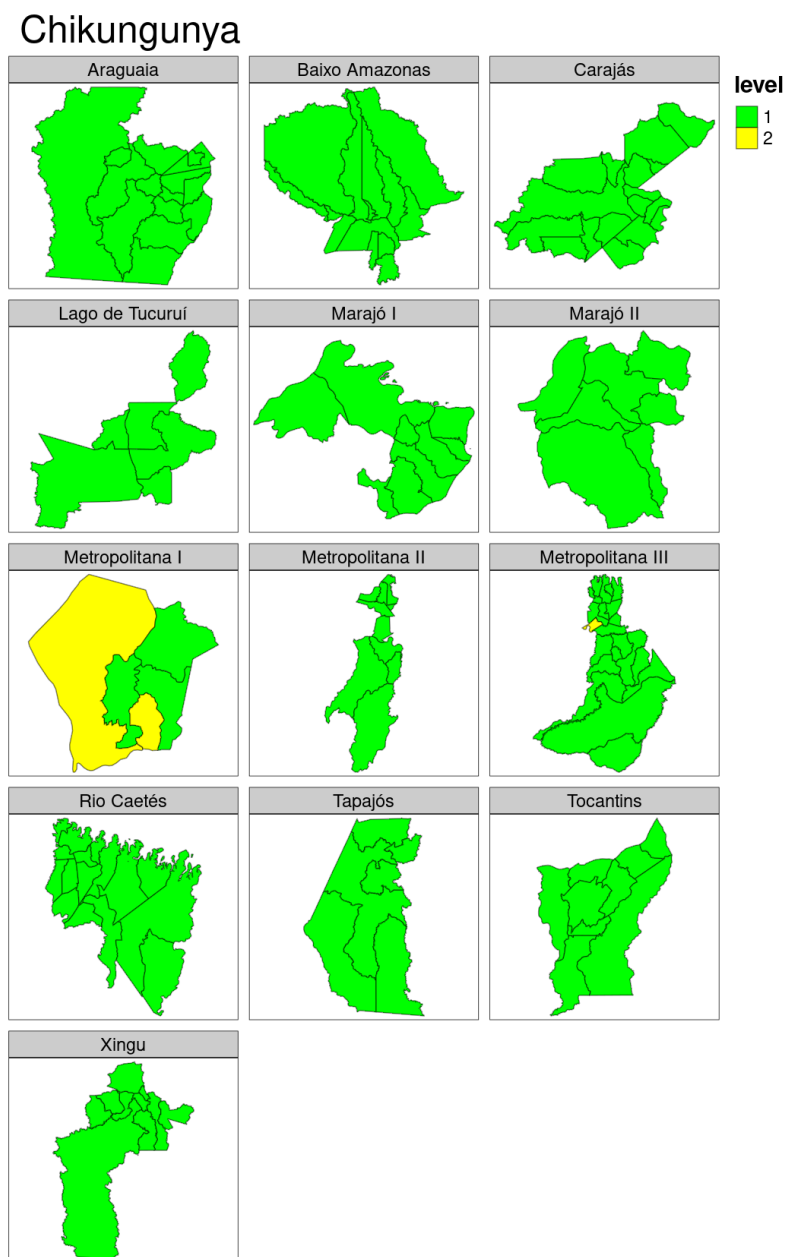 Chikungunya
Araguaia
Baixo Amazonas
Carajás
level
1
2
Lago de Tucuruí
Marajó I
Marajó II
Metropolitana I
Metropolitana II
Metropolitana III
Rio Caetés
Tapajós
Tocantins
Xingu